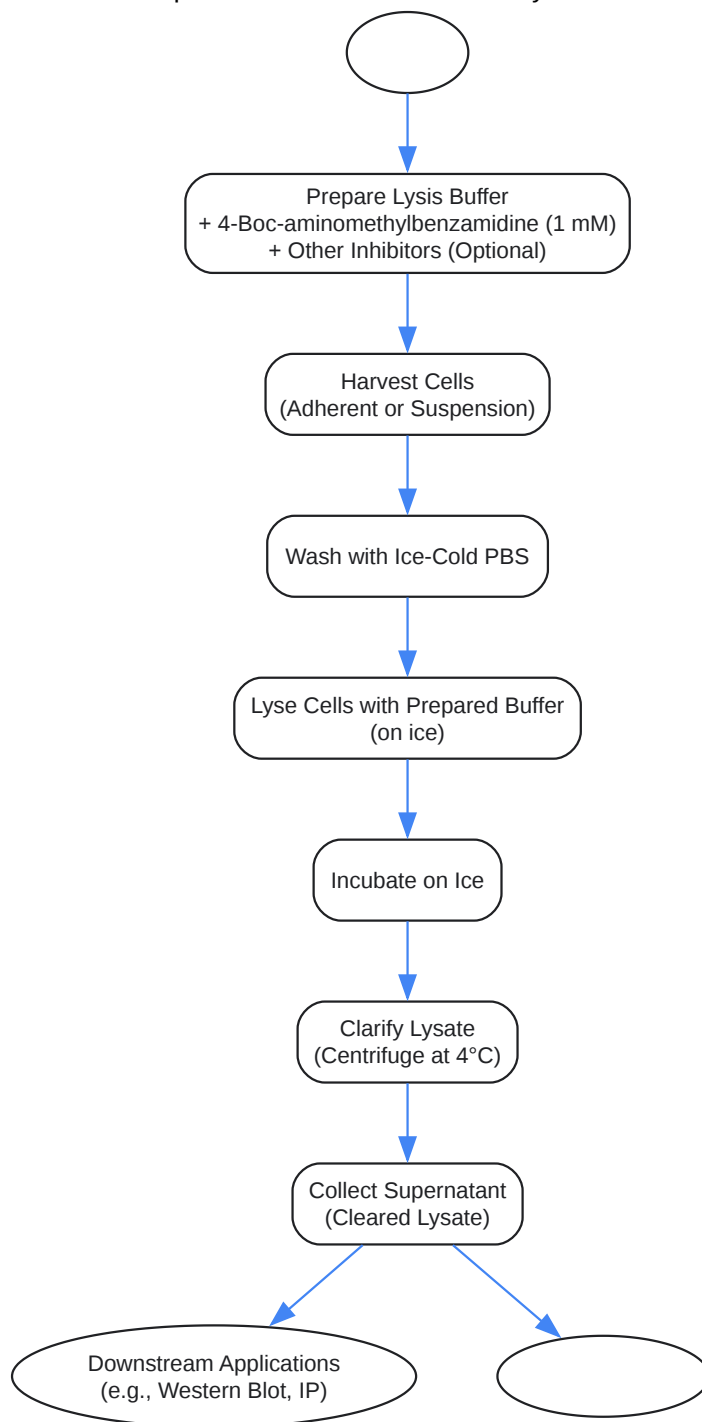 Prepare Lysis Buffer
+ 4-Boc-aminomethylbenzamidine (1 mM)
+ Other Inhibitors (Optional)
Harvest Cells
(Adherent or Suspension)
Wash with Ice-Cold PBS
Lyse Cells with Prepared Buffer
(on ice)
Incubate on Ice
Clarify Lysate
(Centrifuge at 4°C)
Collect Supernatant
(Cleared Lysate)
Downstream Applications
(e.g., Western Blot, IP)